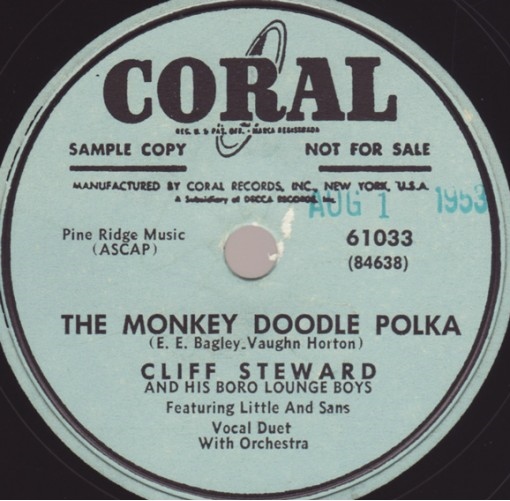 CORAL
REG. U. S. PAT. OFF. - MARCA REGISTRADA
SAMPLE COPY NOT FOR SALE
MANUFACTURED BY CORAL RECORDS, INC., NEW YORK, U.S.A.
A Subsidiary of DECCA RECORDS, Inc.
AUG 1 1953
Pine Ridge Music 61033
(ASCAP) (84638)
THE MONKEY DOODLE POLKA
(E. E. Bagley-Vaughn Horton)
CLIFF STEWARD
AND HIS BORO LOUNGE BOYS
Featuring Little And Sans
Vocal Duet
With Orchestra